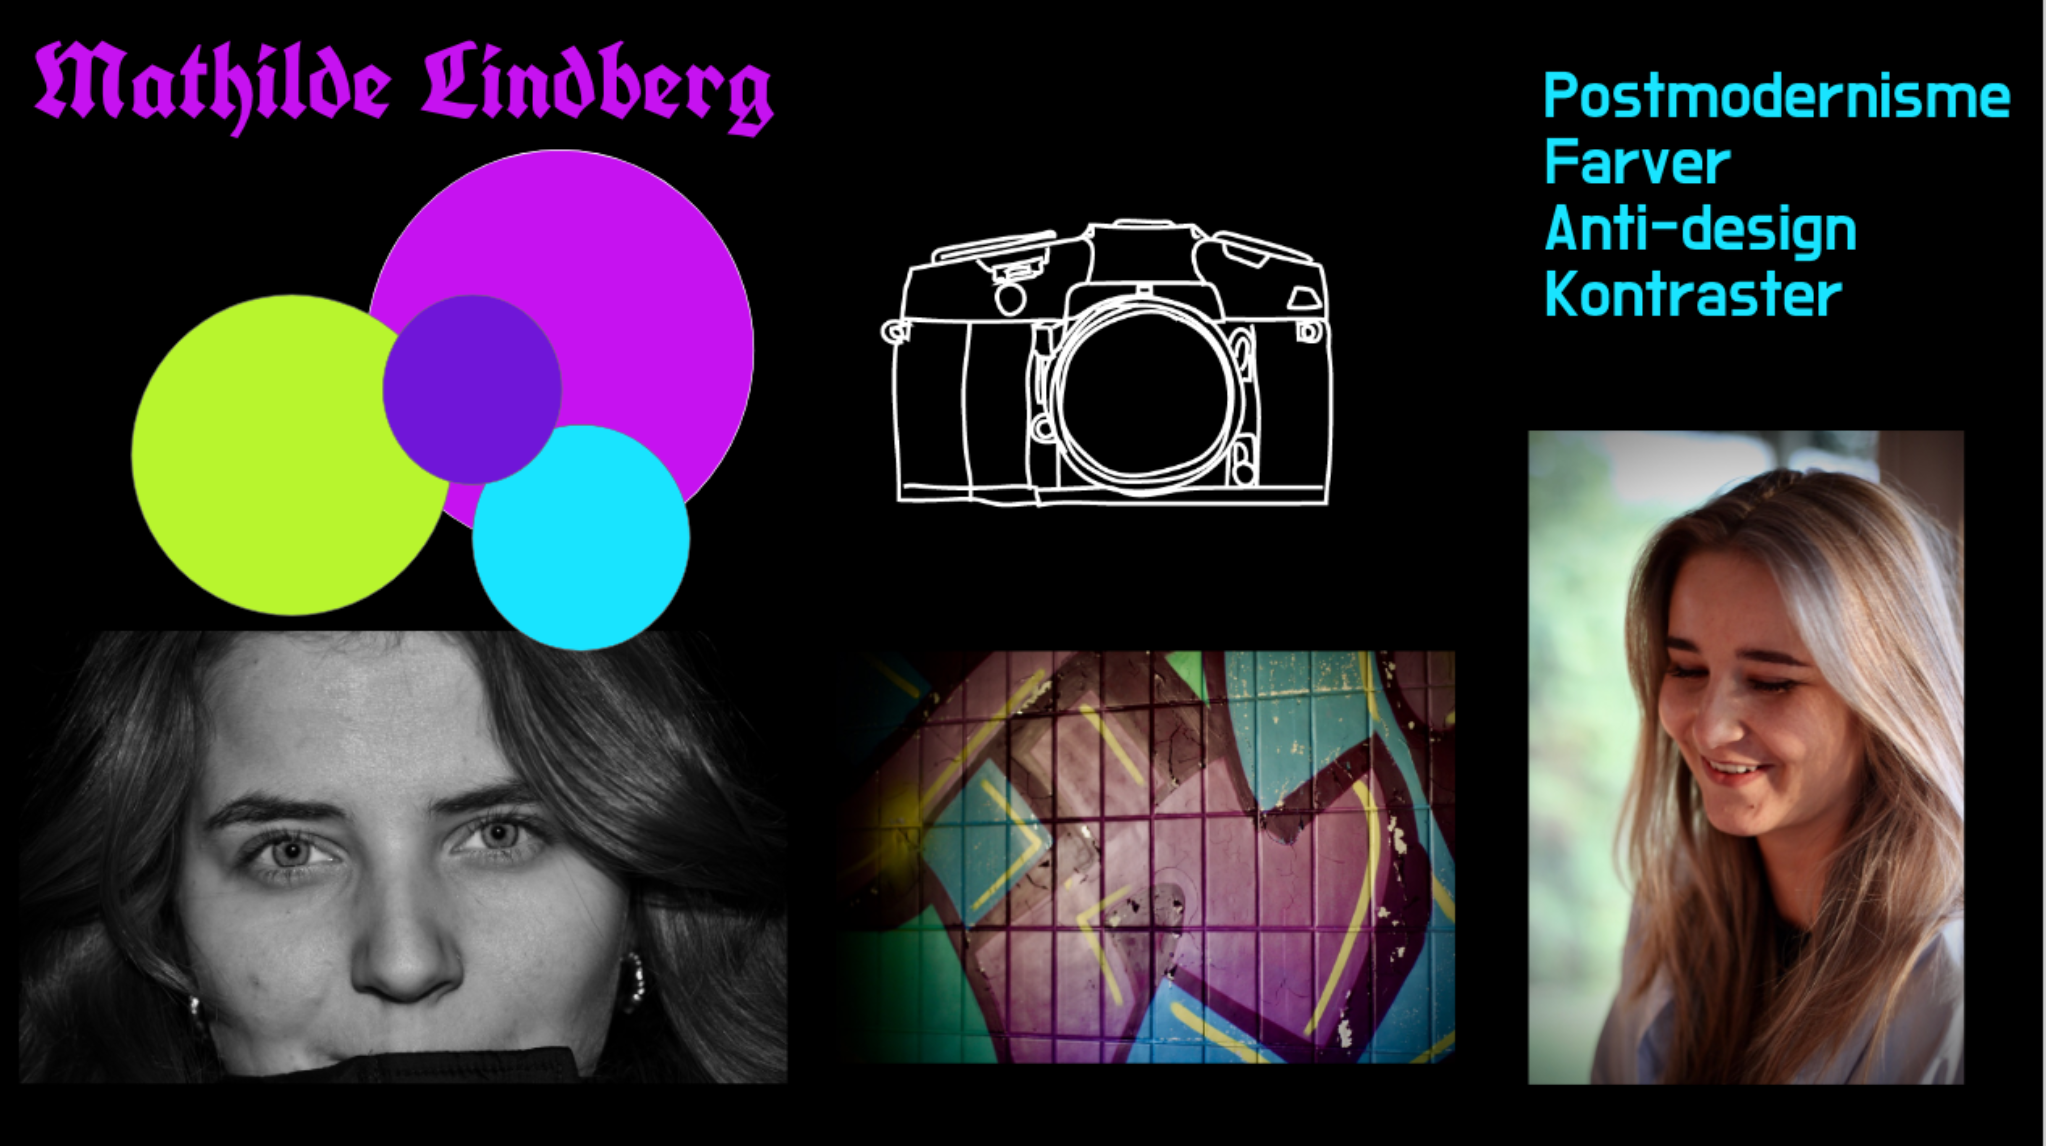 Mathilde Lindberg
Postmodernisme
Farver
Anti-design
Kontraster